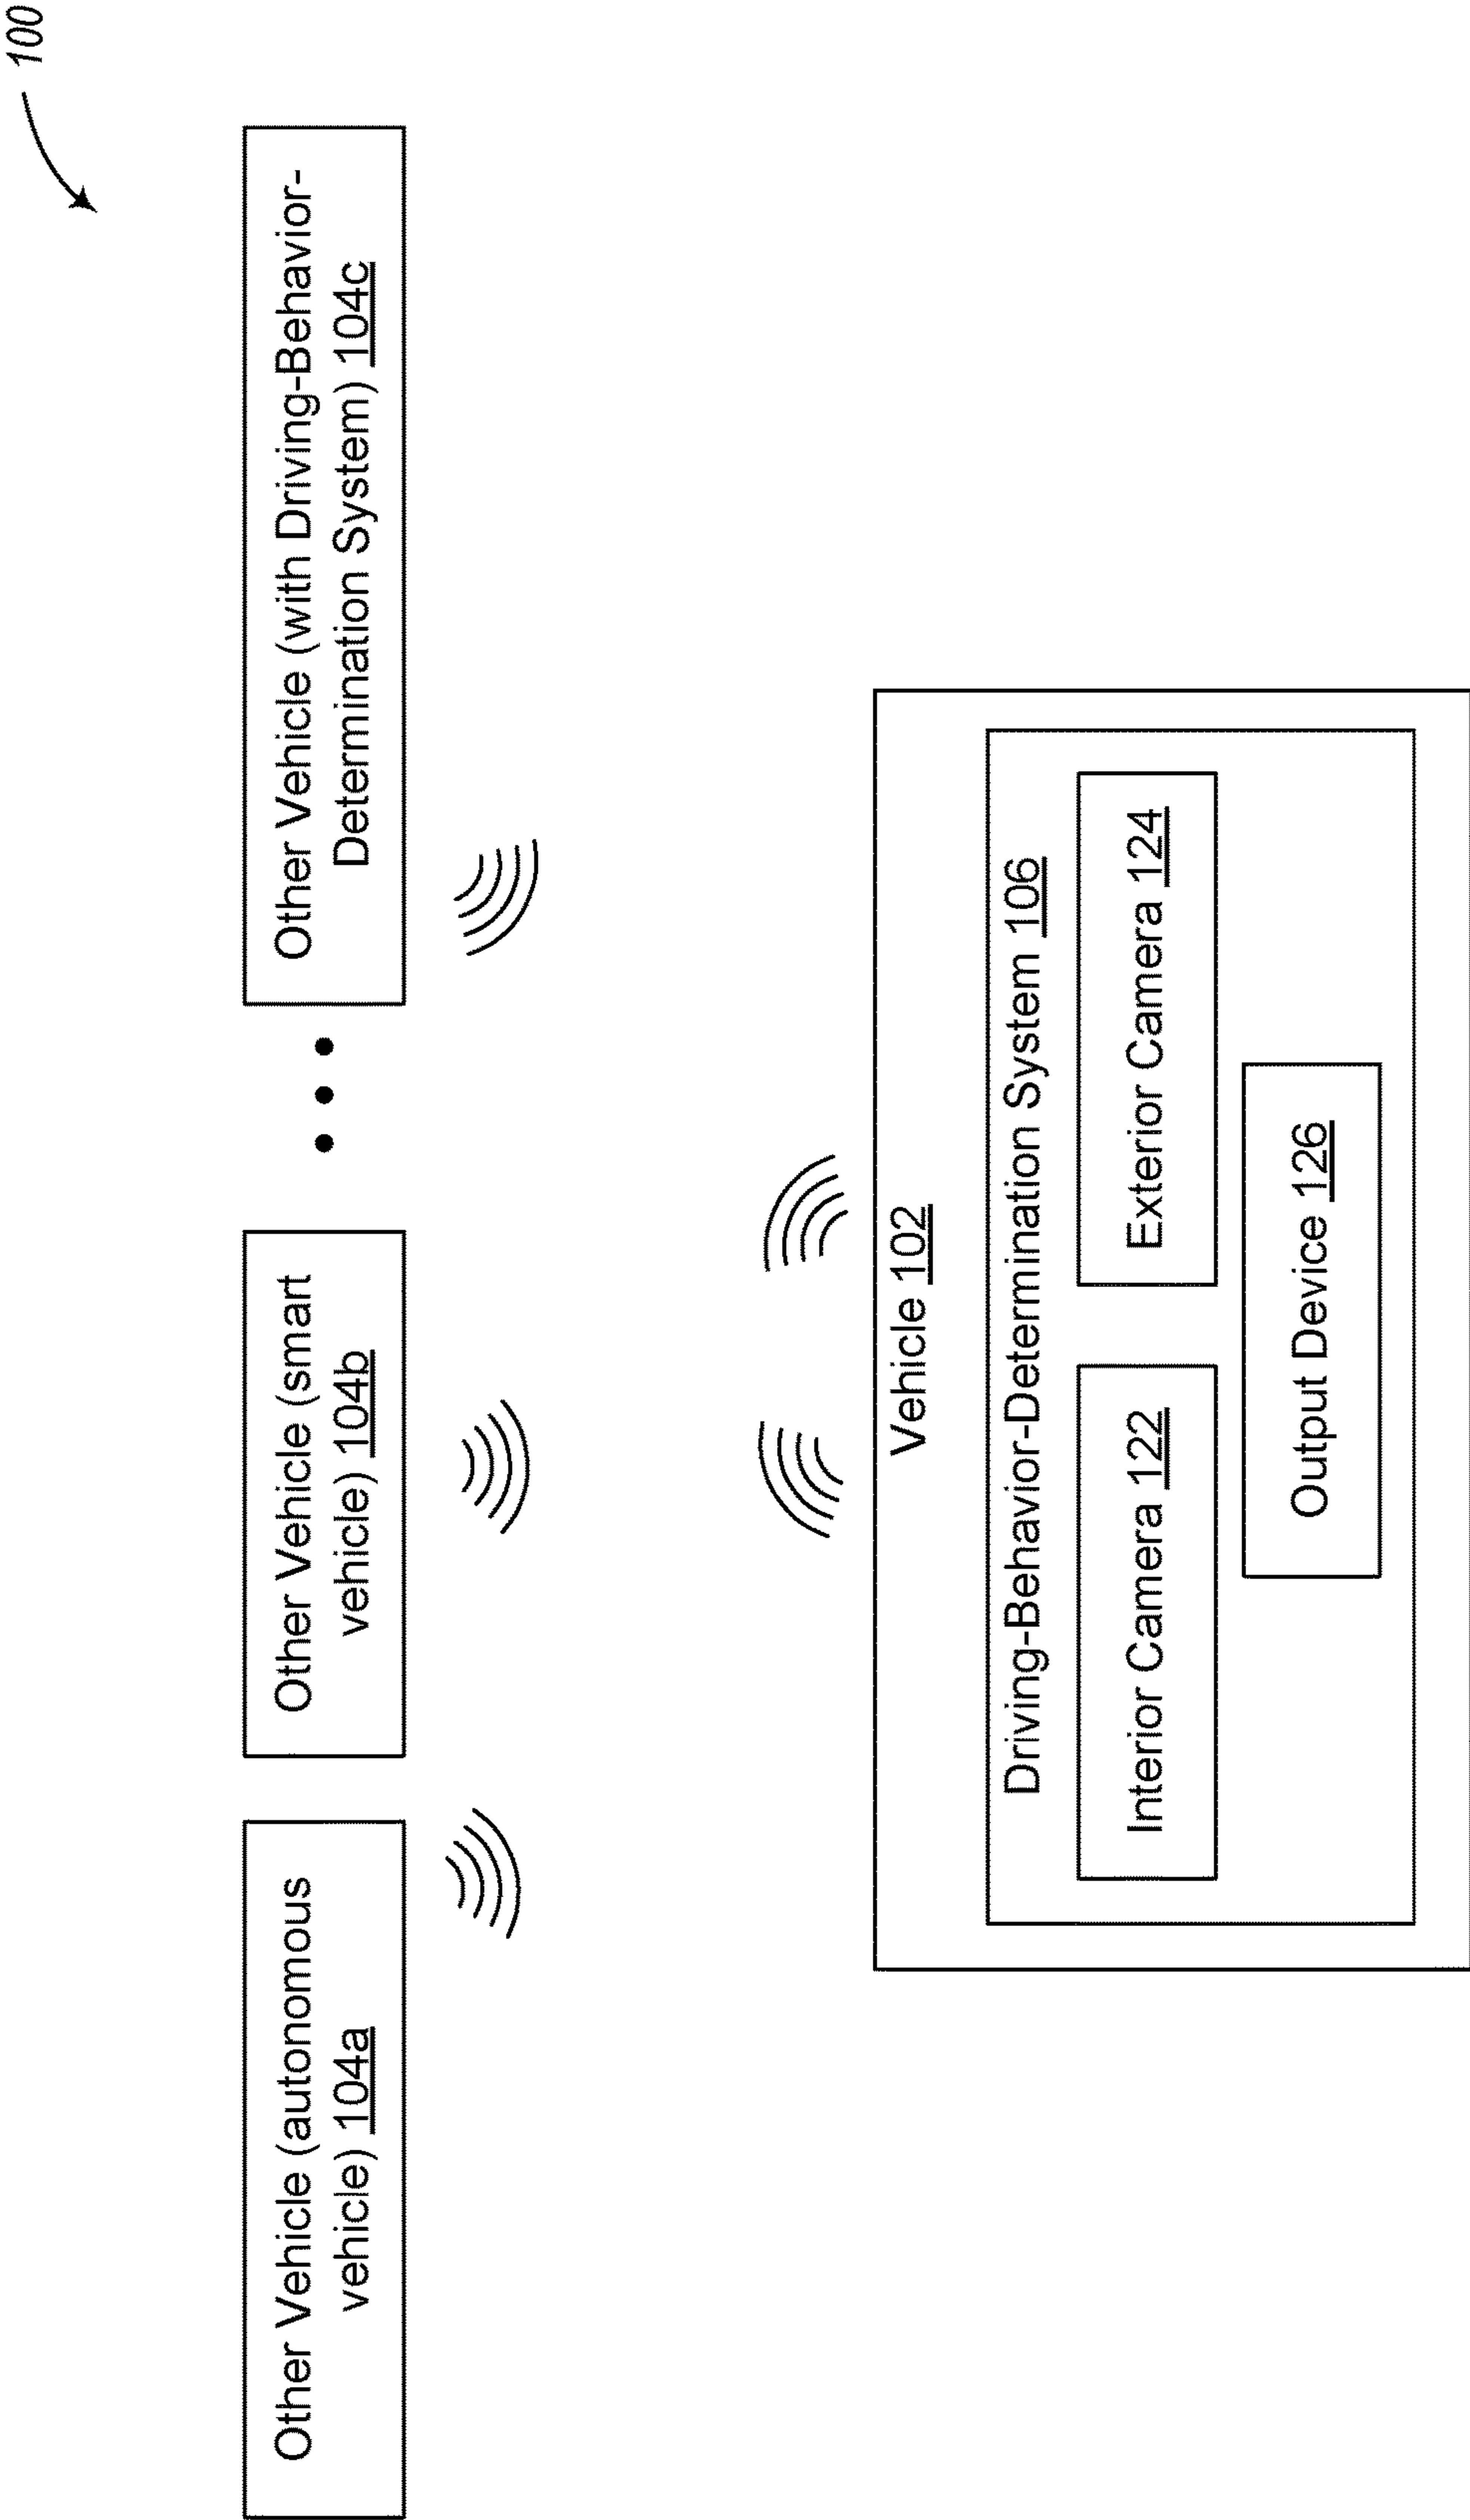 100
Other Vehicle (autonomous
vehicle) 104a
Other Vehicle (smart
vehicle) 104b
Other Vehicle (with Driving-Behavior-
Determination System) 104c
Vehicle 102
Driving-Behavior-Determination System 106
Interior Camera 122
Exterior Camera 124
Output Device 126